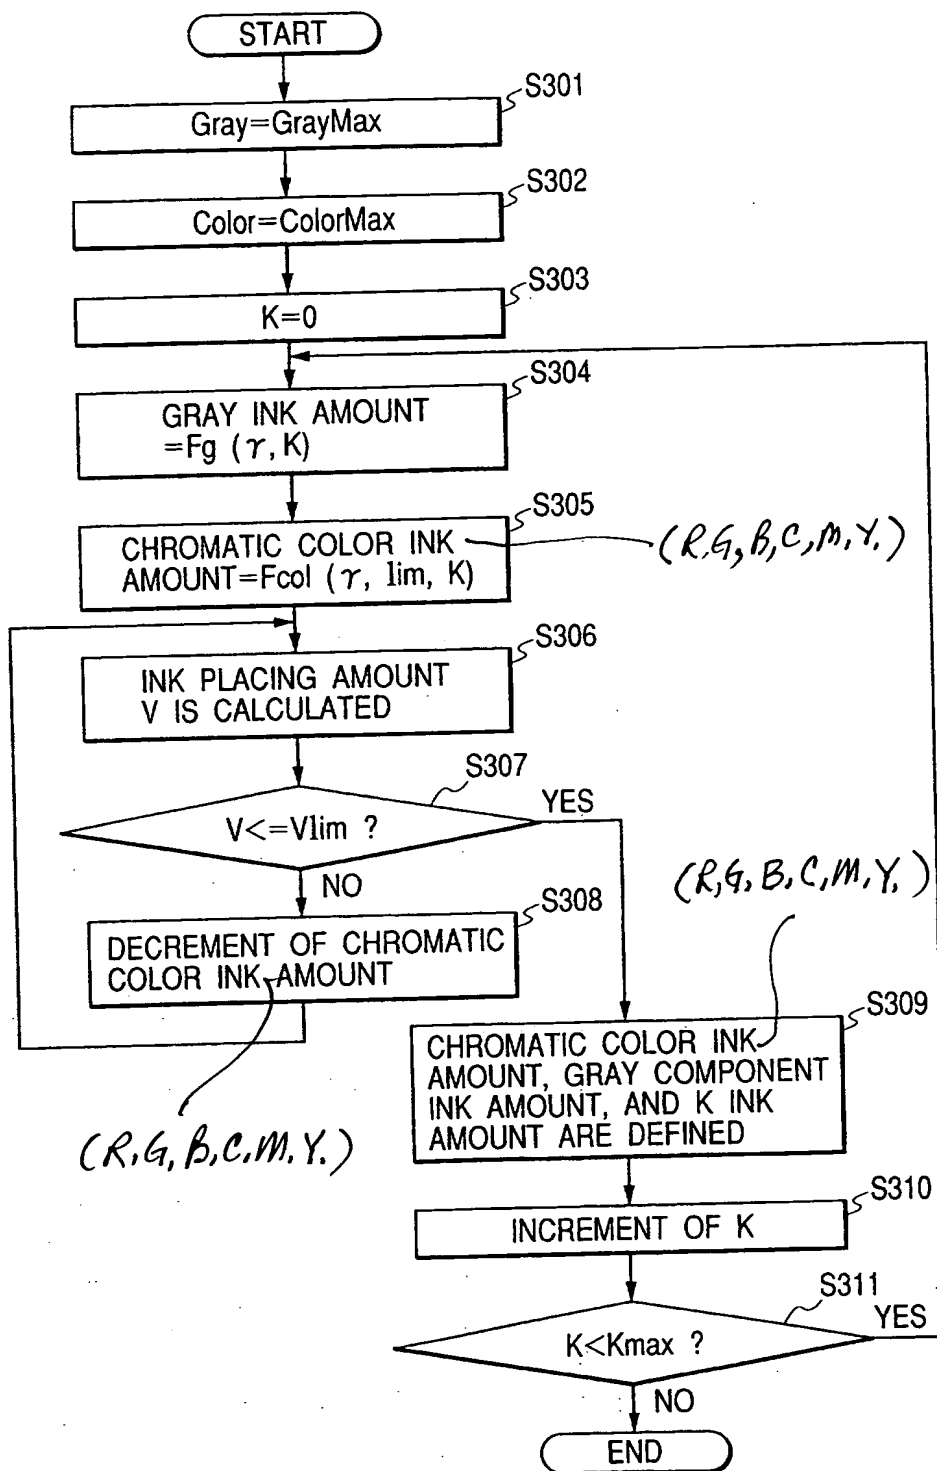 START
S301
Gray=GrayMax
S302
Color=ColorMax
S303
K=0
S304
GRAY INK AMOUNT
=Fg (γ, K)
S305
CHROMATIC COLOR INK
AMOUNT=Fcol (γ, lim, K)
(R,G,B,C,M,Y.)
S306
INK PLACING AMOUNT
V IS CALCULATED
S307
V<=Vlim ?
YES
NO
(R,G,B,C,M,Y.)
S308
DECREMENT OF CHROMATIC
COLOR INK AMOUNT
(R,G,B,C,M,Y.)
S309
CHROMATIC COLOR INK
AMOUNT, GRAY COMPONENT
INK AMOUNT, AND K INK
AMOUNT ARE DEFINED
S310
INCREMENT OF K
S311
K<Kmax ?
YES
NO
END